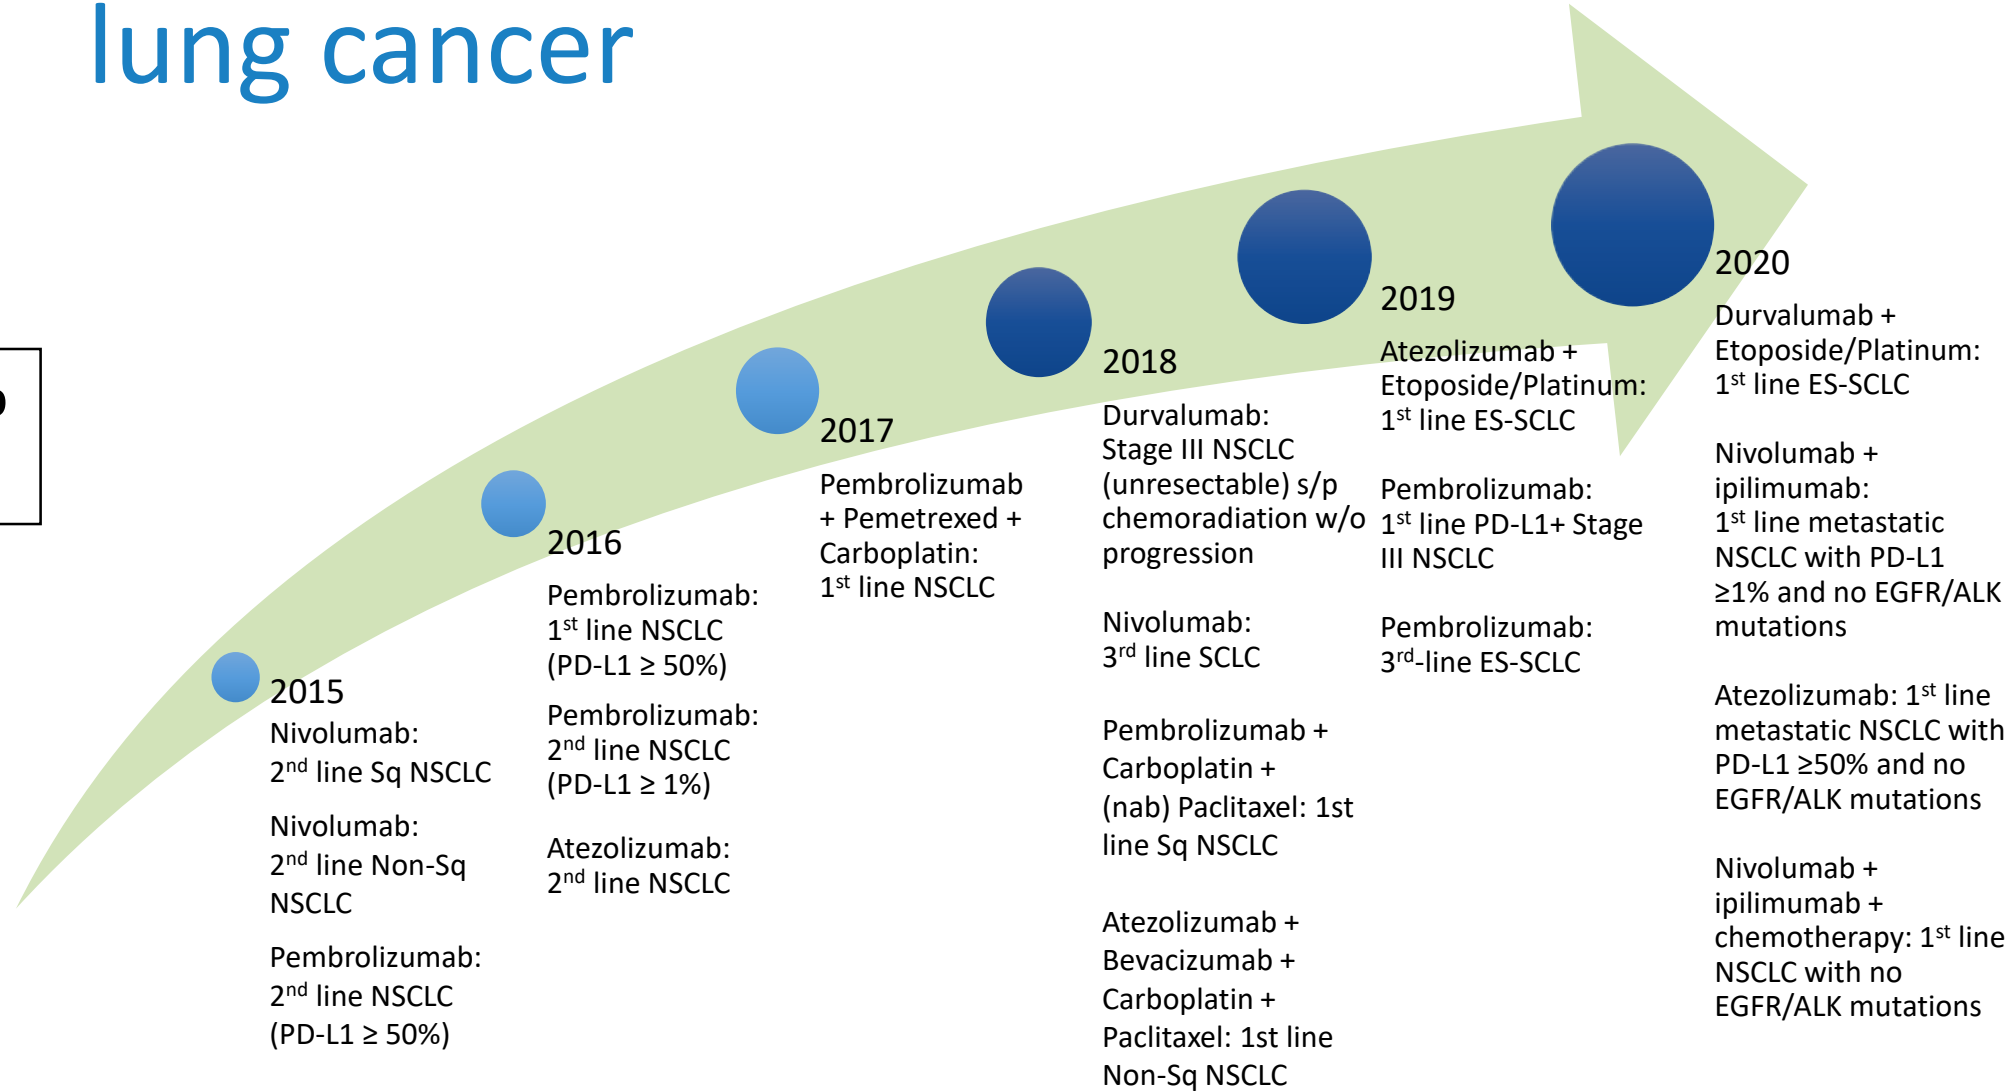 lung cancer
2015
Nivolumab:
2nd line Sq NSCLC
Nivolumab:
2nd line Non-Sq
NSCLC
Pembrolizumab:
2nd line NSCLC
(PD-L1 ≥ 50%)
2016
Pembrolizumab:
1st line NSCLC
(PD-L1 ≥ 50%)
Pembrolizumab:
2nd line NSCLC
(PD-L1 ≥ 1%)
Atezolizumab:
2nd line NSCLC
2017
Pembrolizumab
+ Pemetrexed +
Carboplatin:
1st line NSCLC
2018
Durvalumab:
Stage III NSCLC
(unresectable) s/p
chemoradiation w/o
progression
Nivolumab:
3rd line SCLC
Pembrolizumab +
Carboplatin +
(nab) Paclitaxel: 1st
line Sq NSCLC
Atezolizumab +
Bevacizumab +
Carboplatin +
Paclitaxel: 1st line
Non-Sq NSCLC
2019
Atezolizumab +
Etoposide/Platinum:
1st line ES-SCLC
Pembrolizumab:
1st line PD-L1+ Stage
III NSCLC
Pembrolizumab:
3rd-line ES-SCLC
2020
Durvalumab +
Etoposide/Platinum:
1st line ES-SCLC
Nivolumab +
ipilimumab:
1st line metastatic
NSCLC with PD-L1
≥1% and no EGFR/ALK
mutations
Atezolizumab: 1st line
metastatic NSCLC with
PD-L1 ≥50% and no
EGFR/ALK mutations
Nivolumab +
ipilimumab +
chemotherapy: 1st line
NSCLC with no
EGFR/ALK mutations